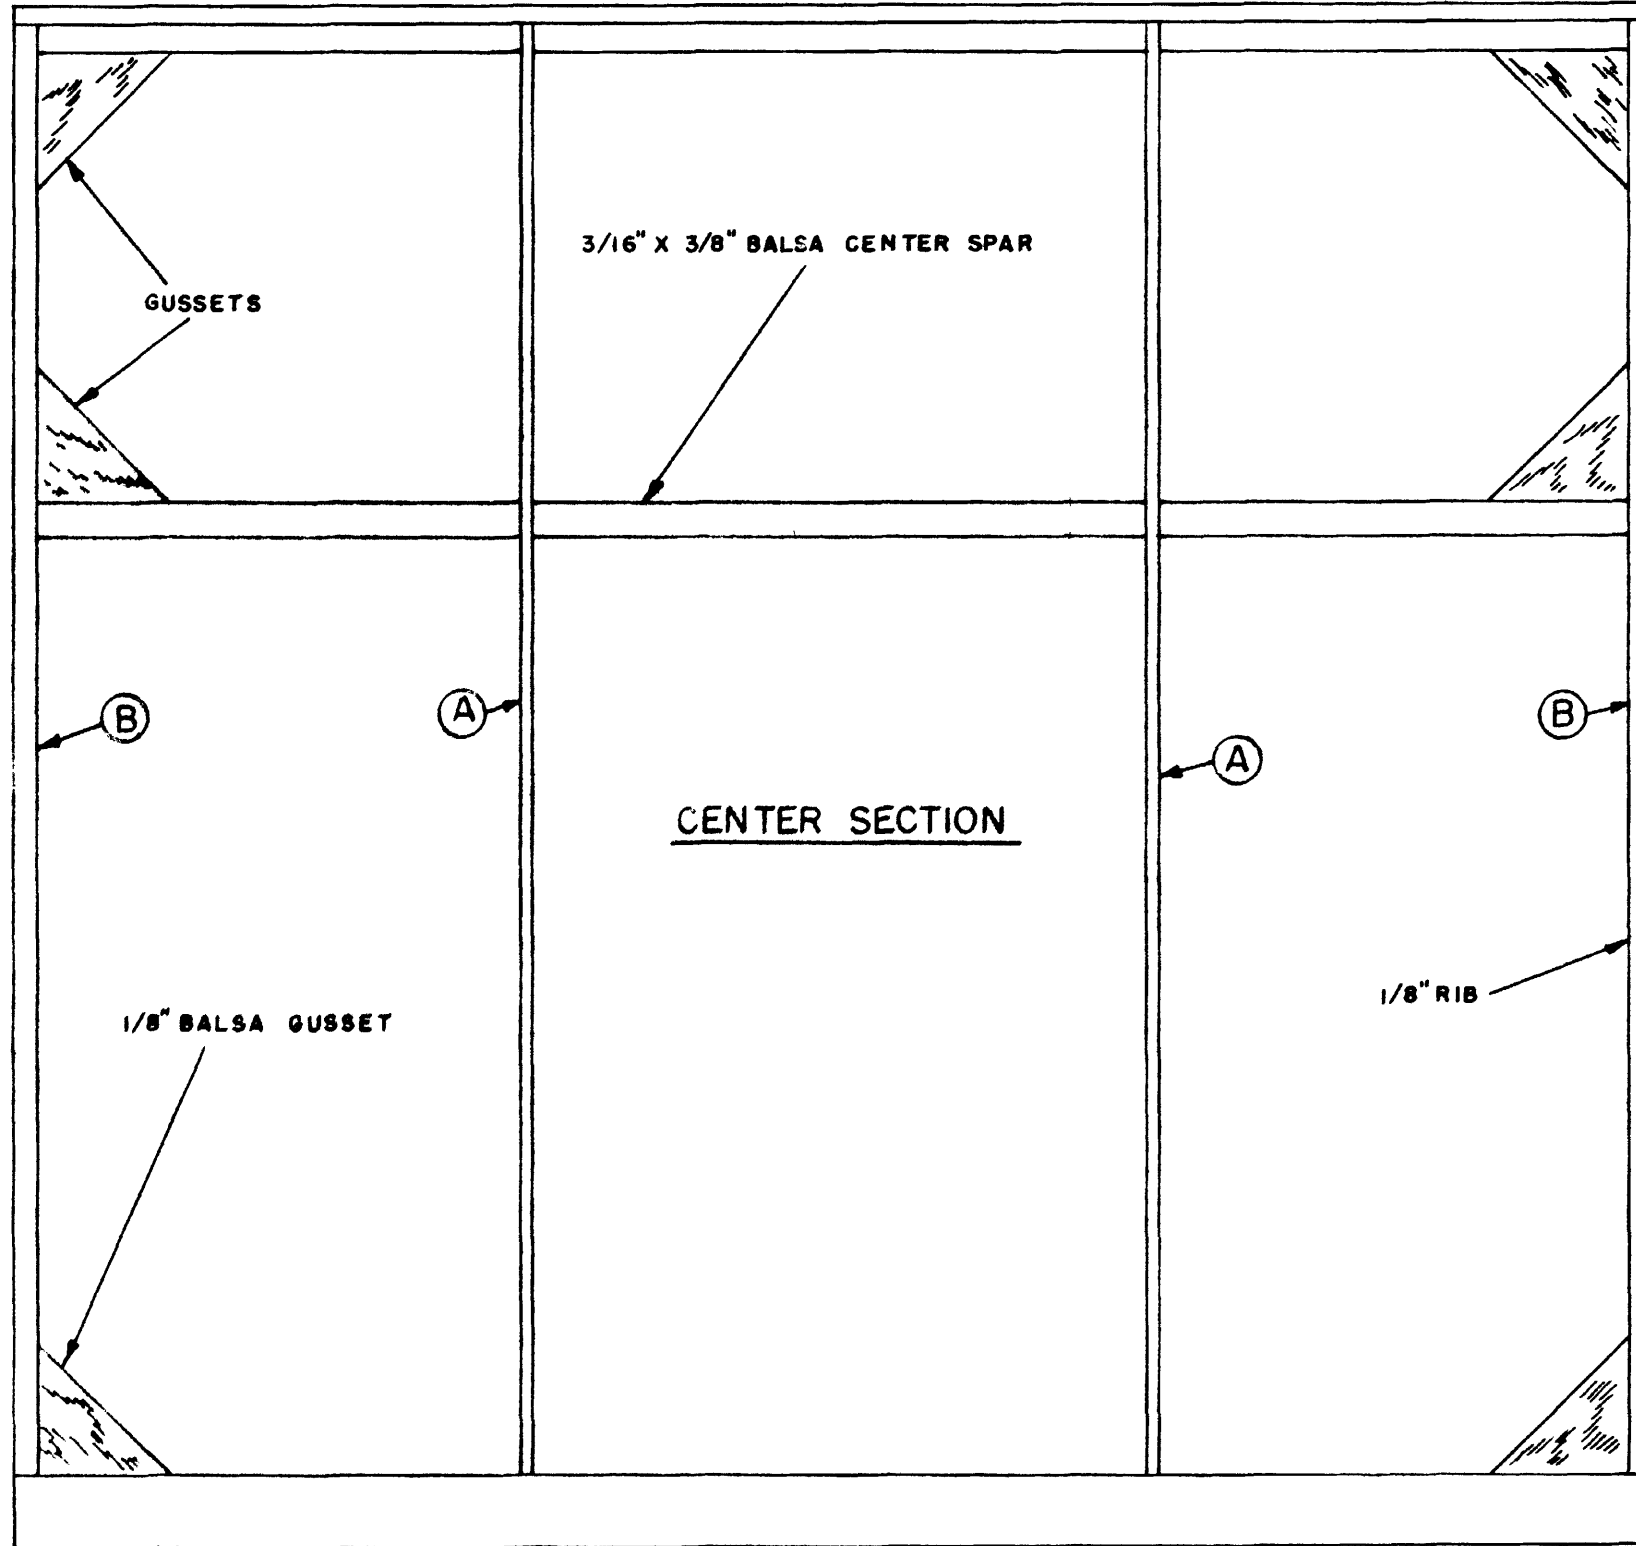 3/16" X 3/8" BALSA CENTER SPAR
GUSSETS
B
A
B
A
CENTER SECTION
1/8" RIB
1/8" BALSA GUSSET